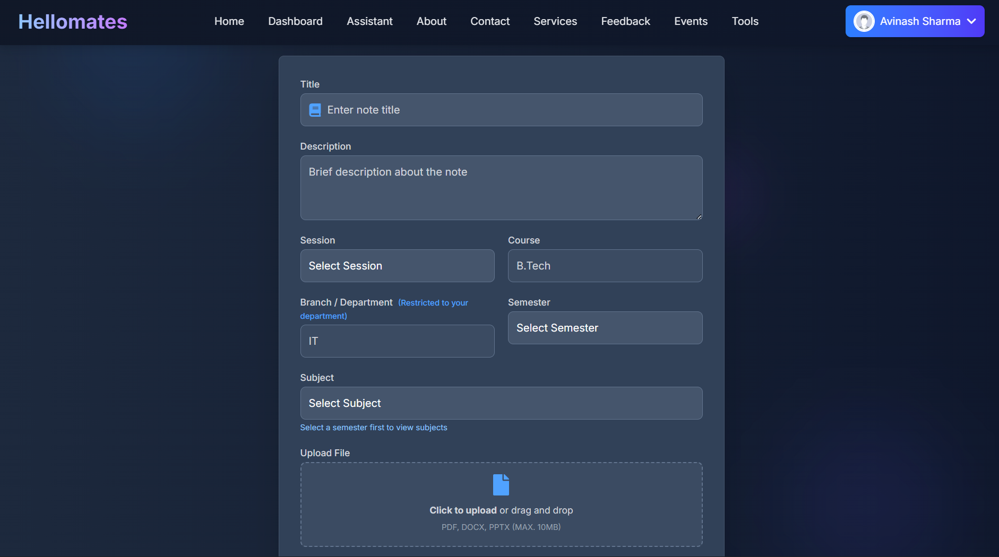 Hellomates
Home Dashboard Assistant About Contact Services Feedback Events Tools
Avinash Sharma
Title
Enter note title
Description
Brief description about the note
Session
Select Session
Course
B.Tech
Branch / Department (Restricted to your
department)
IT
Semester
Select Semester
Subject
Select Subject
Select a semester first to view subjects
Upload File
Click to upload or drag and drop
PDF, DOCX, PPTX (MAX. 10MB)